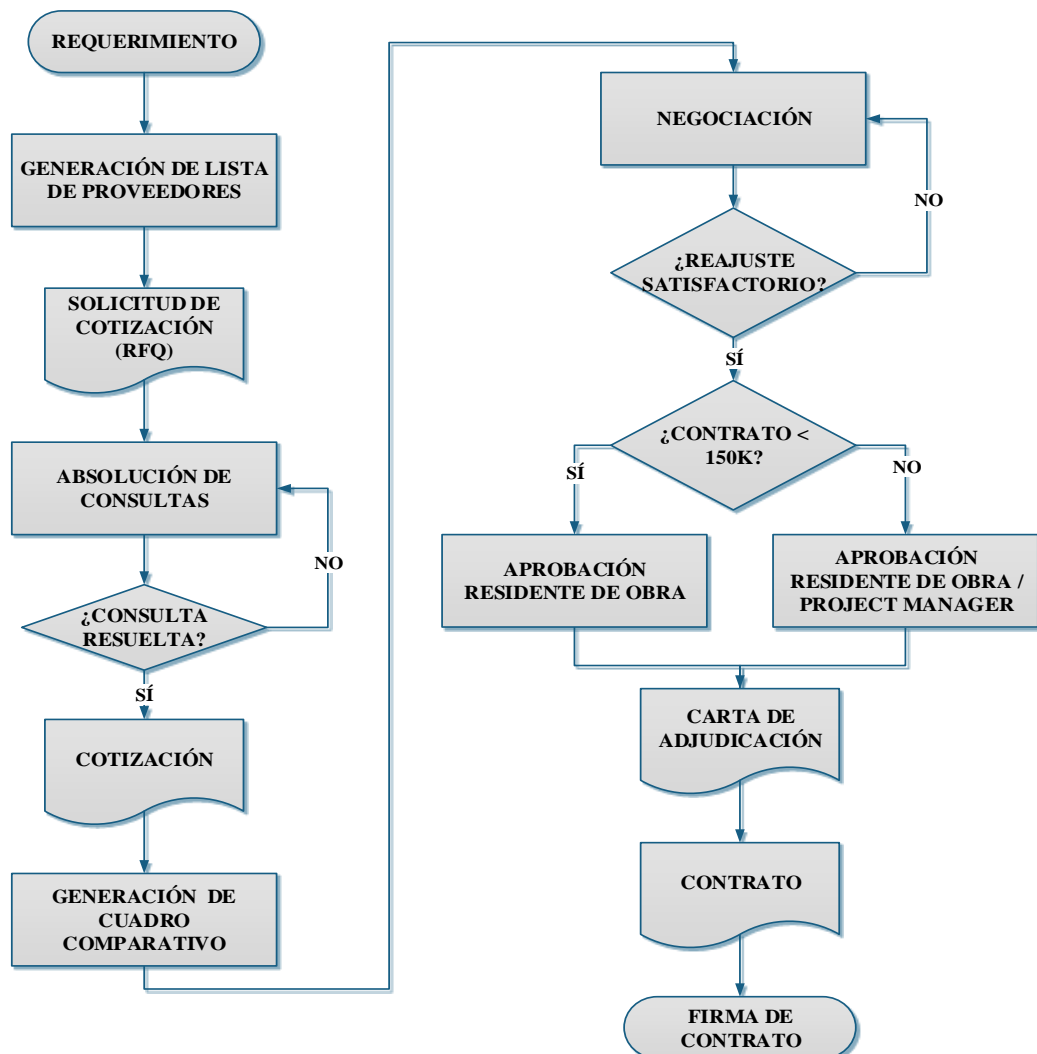 REQUERIMIENTO
GENERACIÓN DE LISTA
DE PROVEEDORES
SOLICITUD DE
COTIZACIÓN
(RFQ)
ABSOLUCIÓN DE
CONSULTAS
NO
¿CONSULTA
RESUELTA?
SÍ
COTIZACIÓN
GENERACIÓN DE
CUADRO
COMPARATIVO
NEGOCIACIÓN
NO
¿REAJUSTE
SATISFACTORIO?
SÍ
¿CONTRATO <
150K?
SÍ
NO
APROBACIÓN
RESIDENTE DE OBRA
APROBACIÓN
RESIDENTE DE OBRA /
PROJECT MANAGER
CARTA DE
ADJUDICACIÓN
CONTRATO
FIRMA DE
CONTRATO